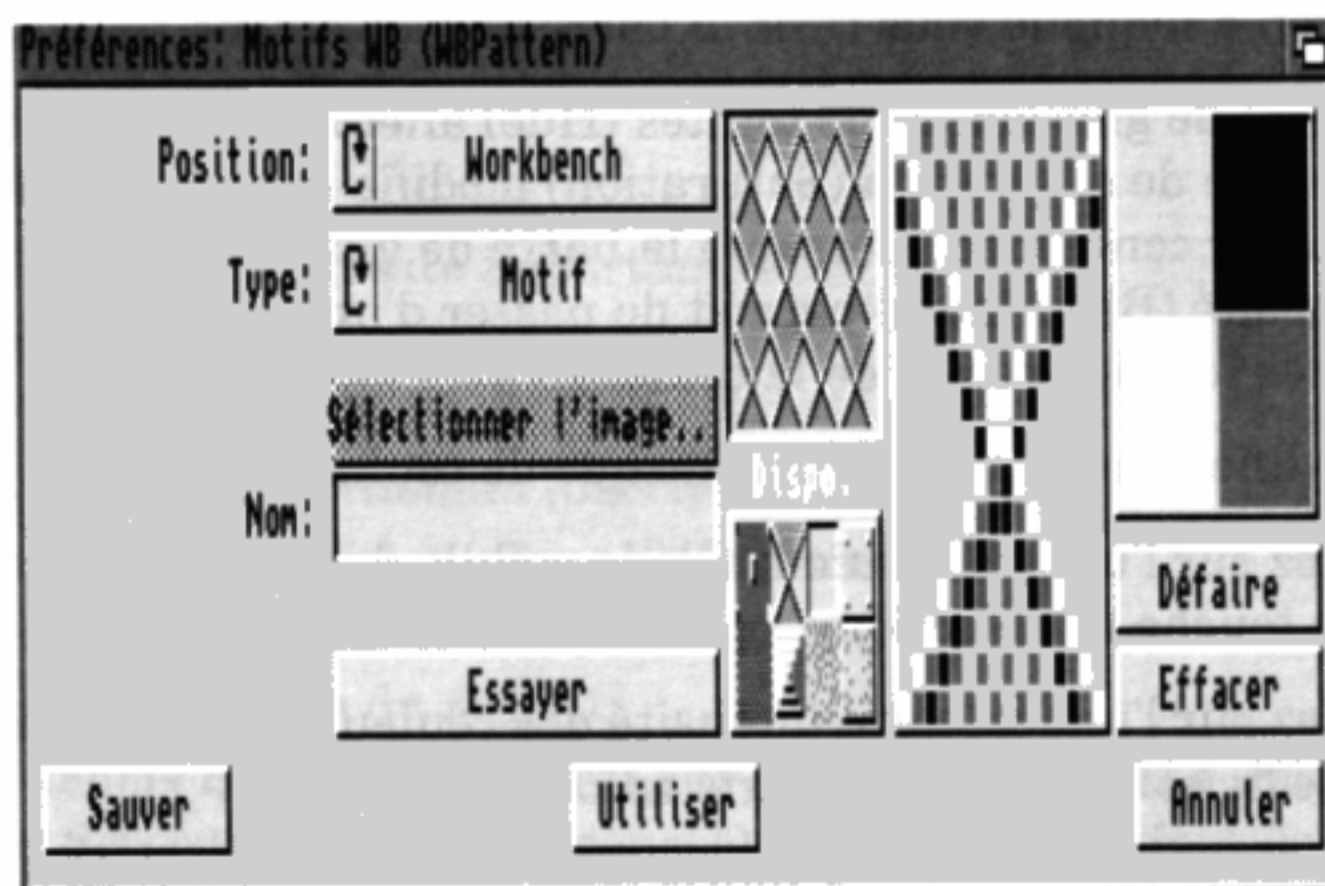 Préférences: Motifs WB (WBPattern)
Position:
Workbench
Type:
Motif
Sélectionner l'image..
Nom:
Dispo.
Essayer
Défaire
Effacer
Sauver
Utiliser
Annuler